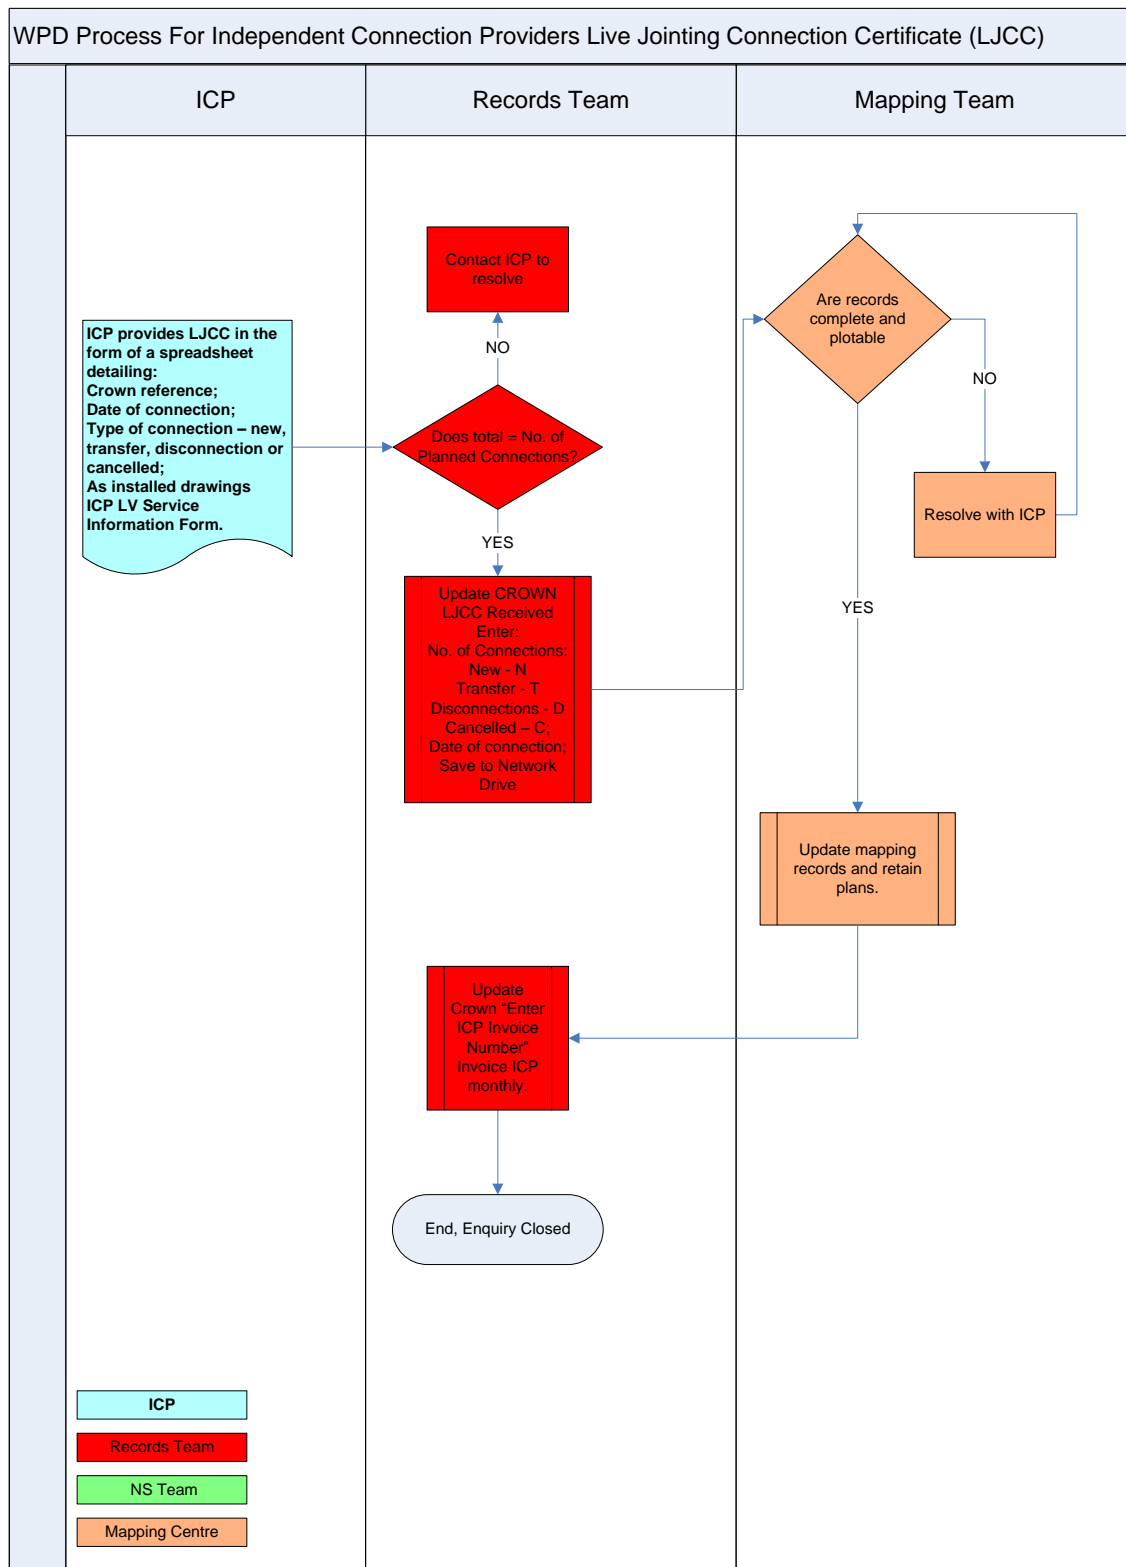 WPD Process For Independent Connection Providers Live Jointing Connection Certificate (LJCC)
ICP
Records Team
Mapping Team
ICP provides LJCC in the
form of a spreadsheet
detailing:
Crown reference;
Date of connection;
Type of connection – new,
transfer, disconnection or
cancelled;
As installed drawings
ICP LV Service
Information Form.
Contact ICP to
resolve
NO
Does total = No. of
Planned Connections?
YES
Update CROWN
LJCC Received
Enter:
No. of Connections:
New - N
Transfer - T
Disconnections - D
Cancelled – C;
Date of connection;
Save to Network
Drive
Are records
complete and
plotable
NO
Resolve with ICP
YES
Update mapping
records and retain
plans.
Update
Crown “Enter
ICP Invoice
Number”
Invoice ICP
monthly.
End, Enquiry Closed
ICP
Records Team
NS Team
Mapping Centre